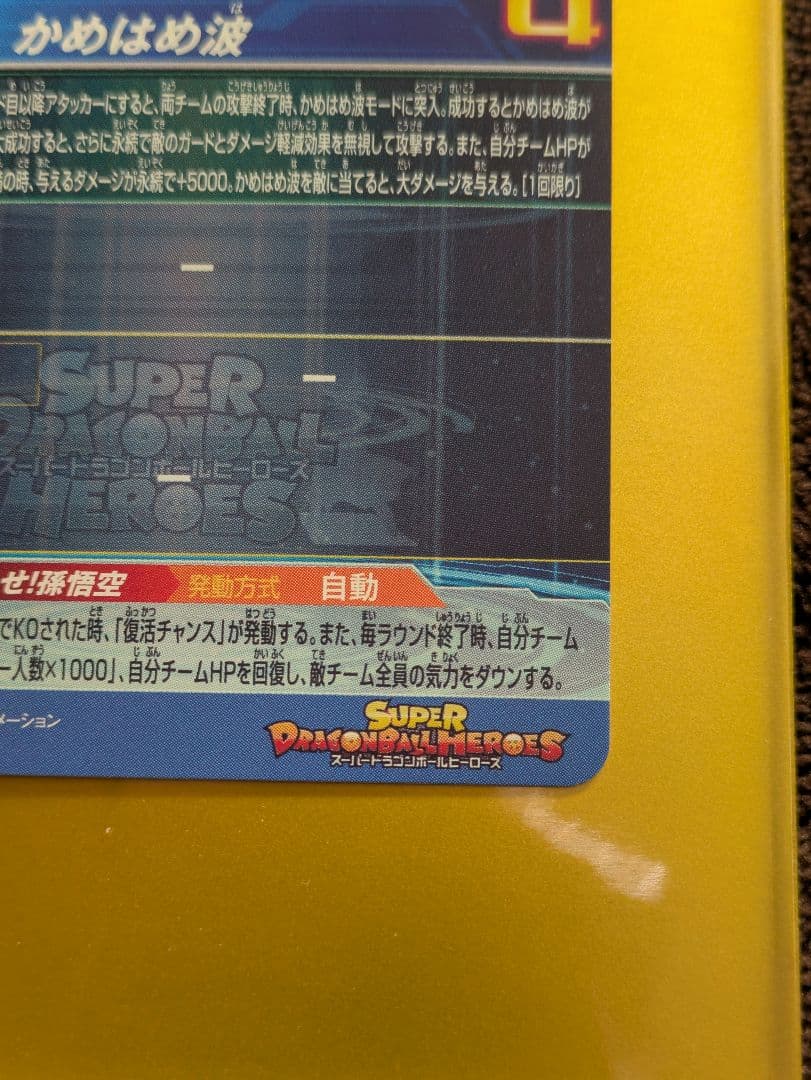 かめはめ波
4
目以降アタッカーにすると、両チームの攻撃終了時、かめはめ波モードに突入。成功するとかめはめ波が
成功すると、さらに永続で敵のガードとダメージ軽減効果を無視して攻撃する。また、自分チームHPが
の時、与えるダメージが永続で+5000。かめはめ波を敵に当てると、大ダメージを与える。[1回限り]
ー
ー
SUPER
DRAGONBALL
スーパードラゴンボールヒーローズ
ー
HEROES
せ!孫悟空 発動方式 自動
でKOされた時、「復活チャンス」が発動する。また、毎ラウンド終了時、自分チーム
ー人数×1000」、自分チームHPを回復し、敵チーム全員の気力をダウンする。
メーション
SUPER
DRAGONBALL HEROES
スーパードラゴンボールヒーローズ